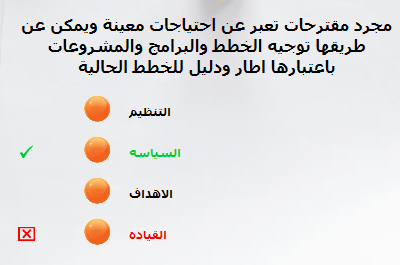 مجرد مقترحات تعبر عن احتياجات معينة ويمكن عن
طريقها توجيه الخطط والبرامج والمشروعات
باعتبارها اطار ودليل للخطط الحالية
التنظيم
السياسه
الاهداف
القياده